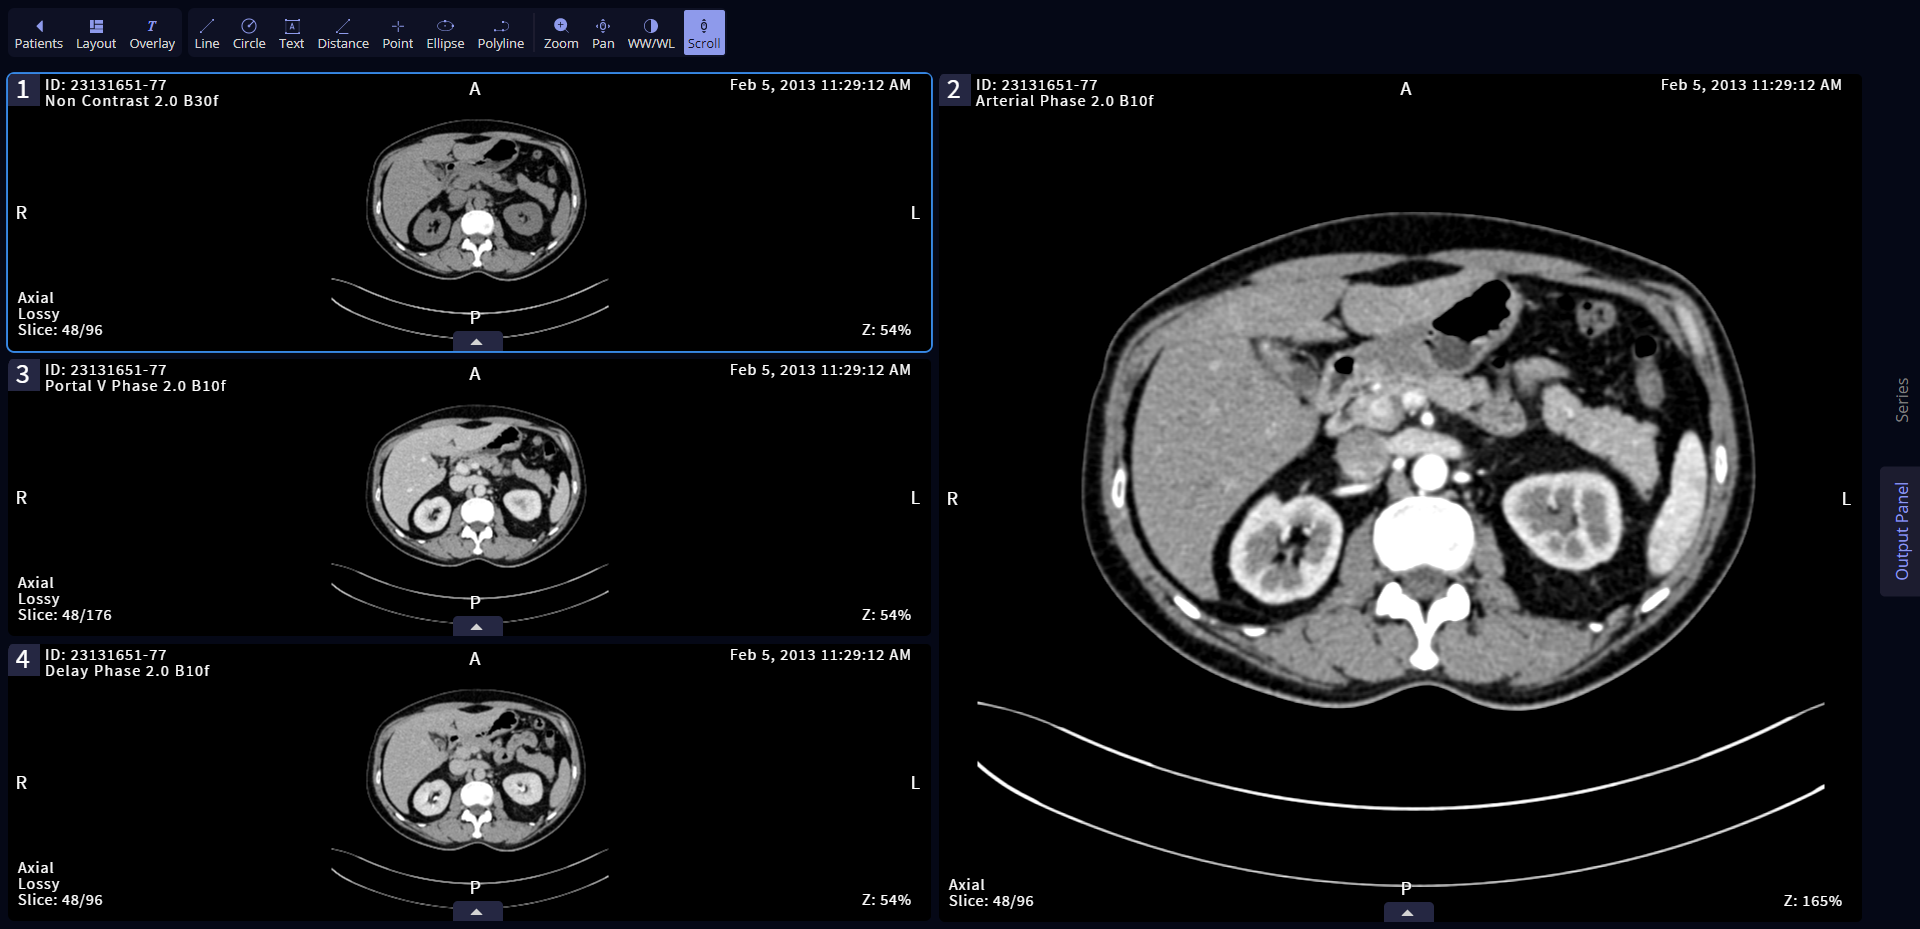 Patients Layout Overlay Line Circle Text Distance Point Ellipse Polyline Zoom Pan WW/WL Scroll
1
ID: 23131651-77
Non Contrast 2.0 B30f
A
Feb 5, 2013 11:29:12 AM
R
L
Axial
Lossy
Slice: 48/96
P
Z: 54%
3
ID: 23131651-77
Portal V Phase 2.0 B10f
A
Feb 5, 2013 11:29:12 AM
R
L
Axial
Lossy
Slice: 48/176
P
Z: 54%
4
ID: 23131651-77
Delay Phase 2.0 B10f
A
Feb 5, 2013 11:29:12 AM
R
L
Axial
Lossy
Slice: 48/96
P
Z: 54%
2
ID: 23131651-77
Arterial Phase 2.0 B10f
A
Feb 5, 2013 11:29:12 AM
R
L
Axial
Slice: 48/96
P
Z: 165%
Series
Output Panel